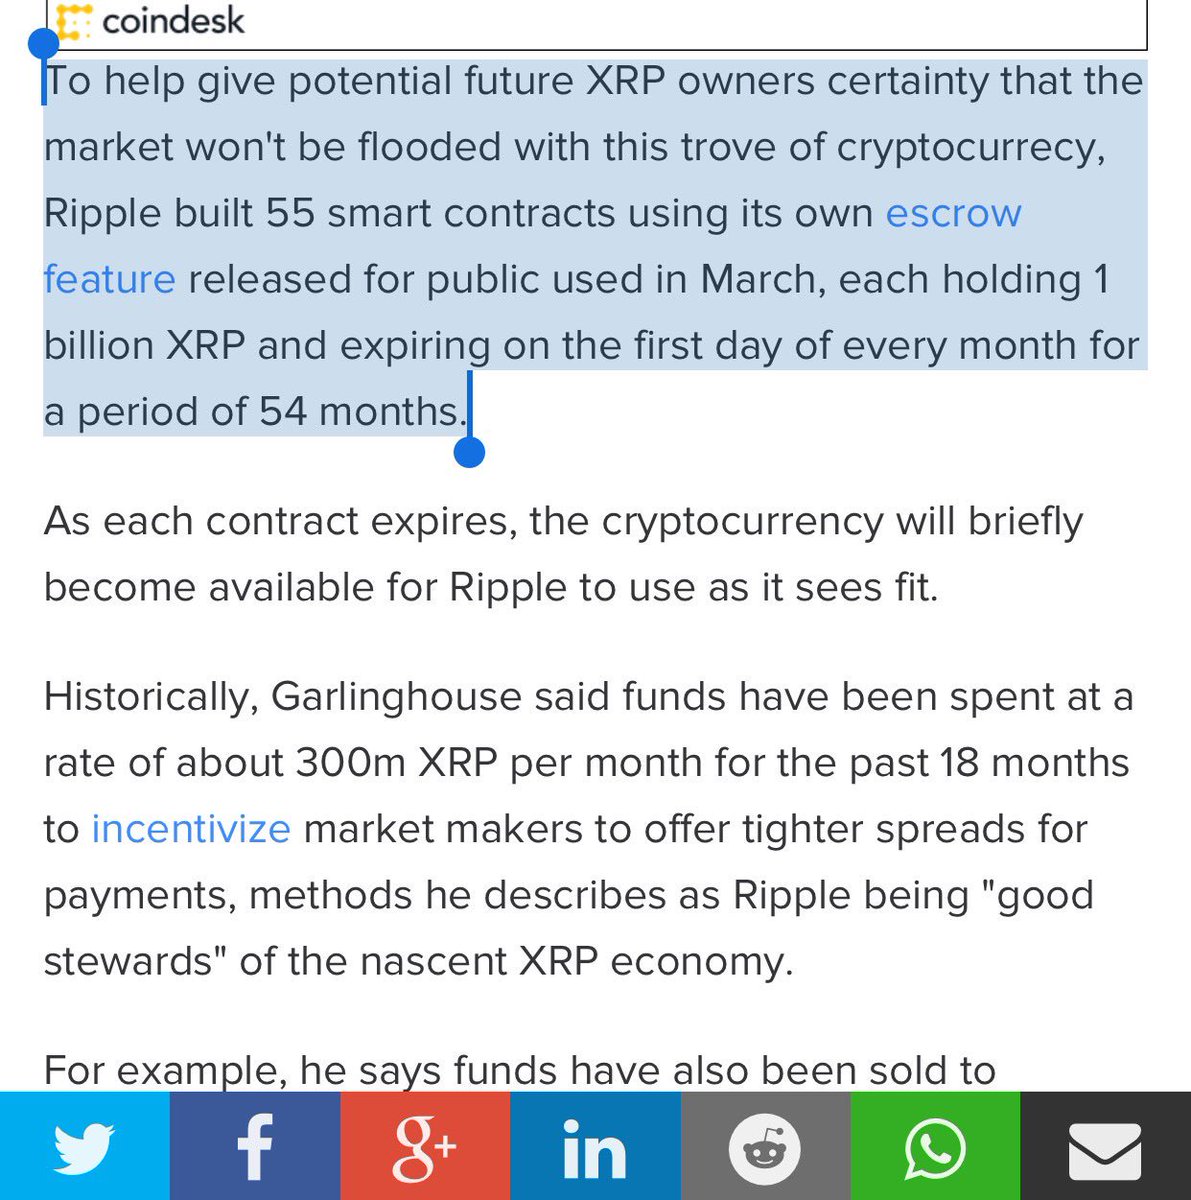 coindesk
To help give potential future XRP owners certainty that the
market won't be flooded with this trove of cryptocurrecy,
Ripple built 55 smart contracts using its own escrow
feature released for public used in March, each holding 1
billion XRP and expiring on the first day of every month for
a period of 54 months.
As each contract expires, the cryptocurrency will briefly
become available for Ripple to use as it sees fit.
Historically, Garlinghouse said funds have been spent at a
rate of about 300m XRP per month for the past 18 months
to incentivize market makers to offer tighter spreads for
payments, methods he describes as Ripple being "good
stewards" of the nascent XRP economy.
For example, he says funds have also been sold to
f g+ in